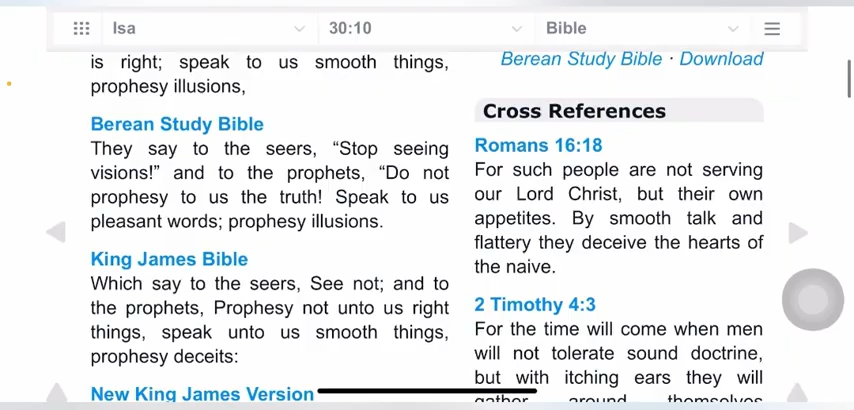 Isa 30:10 Bible
is right; speak to us smooth things,
prophesy illusions,
Berean Study Bible
They say to the seers, “Stop seeing
visions!” and to the prophets, “Do not
prophesy to us the truth! Speak to us
pleasant words; prophesy illusions.
King James Bible
Which say to the seers, See not; and to
the prophets, Prophesy not unto us right
things, speak unto us smooth things,
prophesy deceits:
New King James Version
Berean Study Bible · Download
Cross References
Romans 16:18
For such people are not serving
our Lord Christ, but their own
appetites. By smooth talk and
flattery they deceive the hearts of
the naive.
2 Timothy 4:3
For the time will come when men
will not tolerate sound doctrine,
but with itching ears they will
gather around themselves